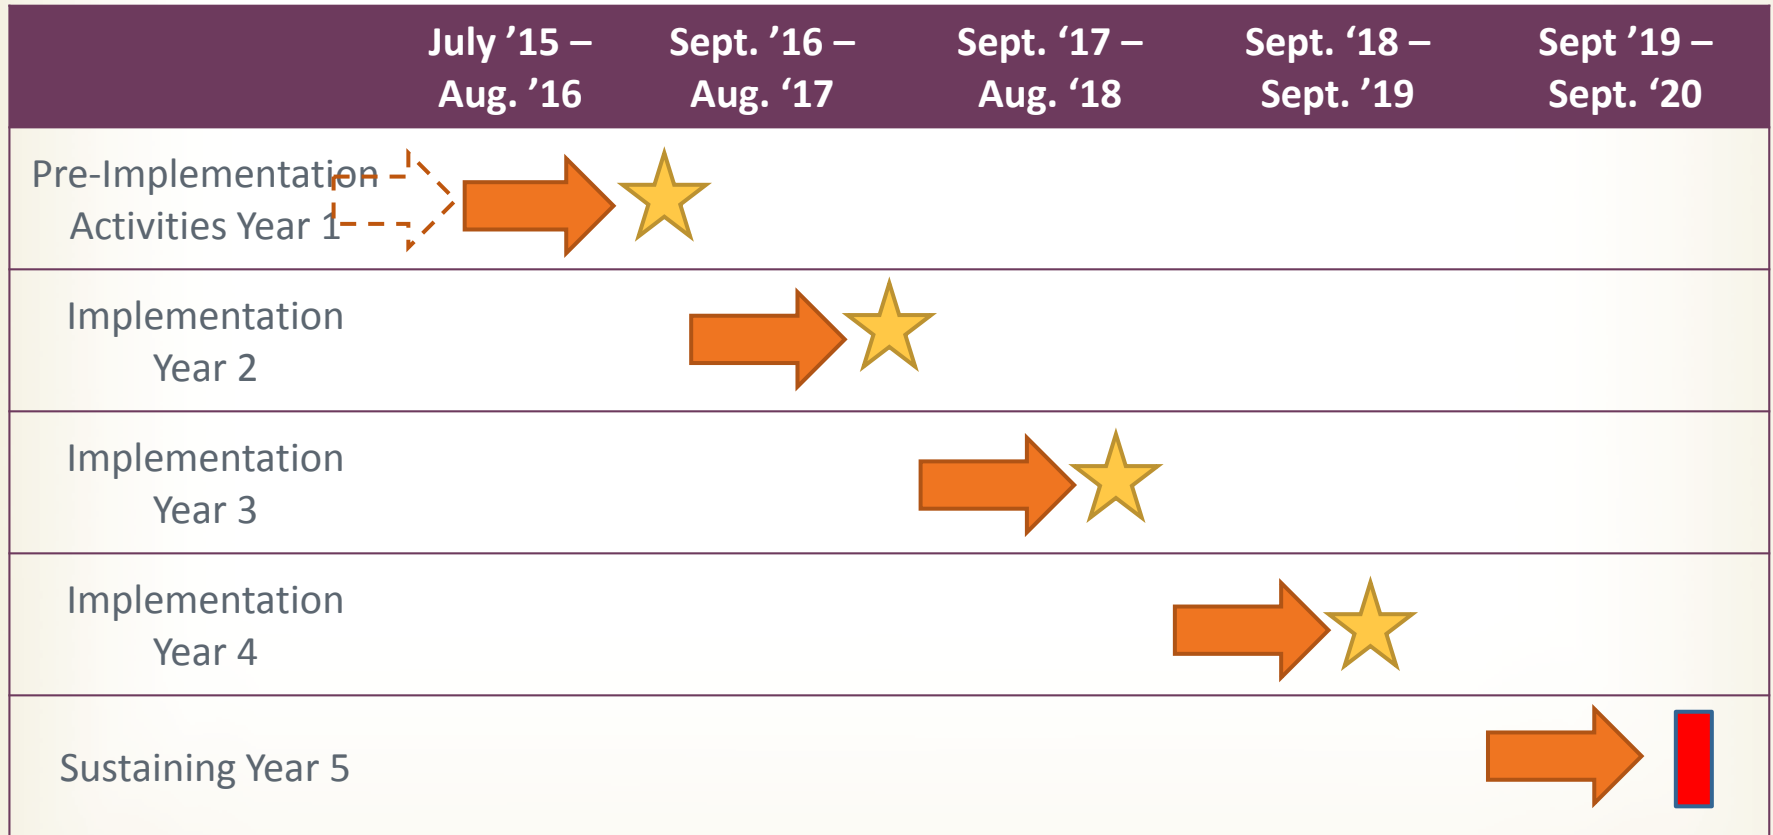 July ’15 –
Aug. ’16
Sept. ’16 –
Aug. ‘17
Sept. ‘17 –
Aug. ‘18
Sept. ‘18 –
Sept. ’19
Sept ’19 –
Sept. ‘20
Pre-Implementation
Activities Year 1
Implementation
Year 2
Implementation
Year 3
Implementation
Year 4
Sustaining Year 5